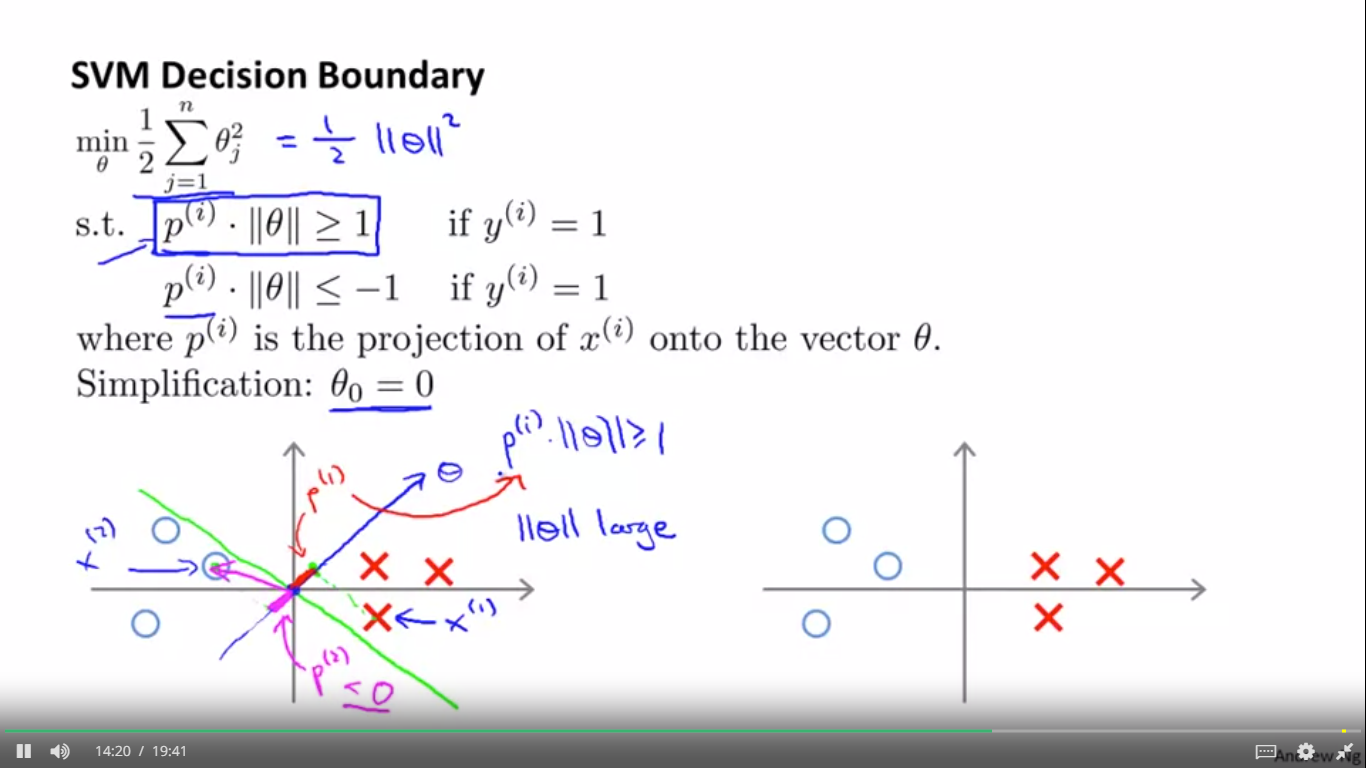 SVM Decision Boundary
min_θ 1/2 ∑_{j=1}^{n} θ_j^2 = 1/2 ||θ||^2
s.t. p^(i) · ‖θ‖ ≥ 1 if y^(i) = 1
p^(i) · ‖θ‖ ≤ −1 if y^(i) = 1
where p^(i) is the projection of x^(i) onto the vector θ.
Simplification: θ_0 = 0
p^(i) · ||θ|| ≥ 1
p^(1)
θ
||θ|| large
x^(2)
x^(1)
p^(2) < 0
14:20 / 19:41
Andrew Ng